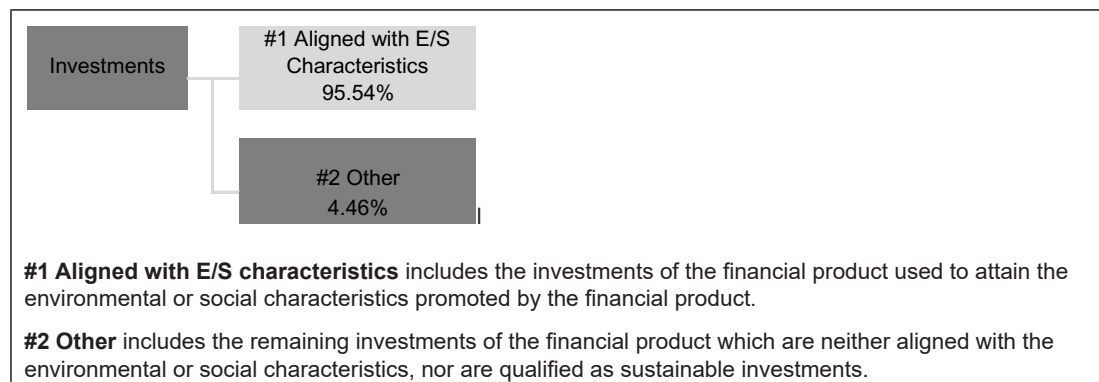 Investments
#1 Aligned with E/S
Characteristics
95.54%
#2 Other
4.46%
#1 Aligned with E/S characteristics includes the investments of the financial product used to attain the
environmental or social characteristics promoted by the financial product.
#2 Other includes the remaining investments of the financial product which are neither aligned with the
environmental or social characteristics, nor are qualified as sustainable investments.